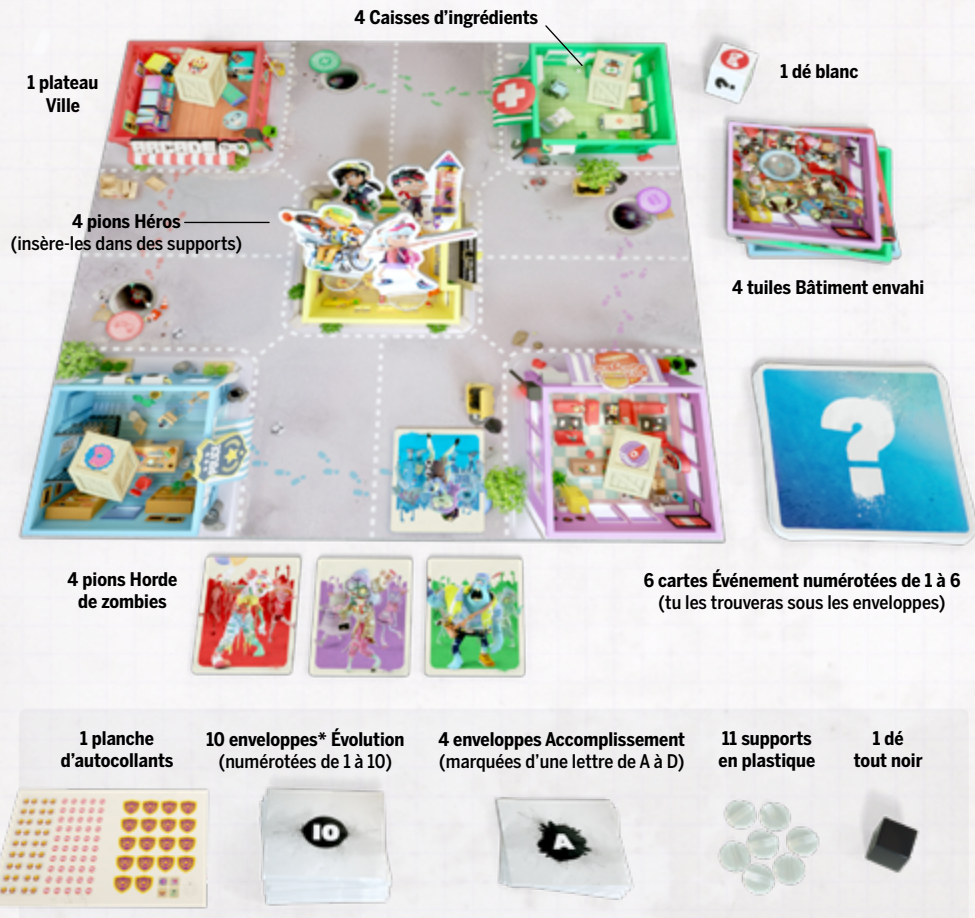 4 Caisses d'ingrédients
1 plateau
Ville
1 dé blanc
ARCADE
4 pions Héros
(insère-les dans des supports)
4 tuiles Bâtiment envahi
POLICE
?
4 pions Horde
de zombies
6 cartes Événement numérotées de 1 à 6
(tu les trouveras sous les enveloppes)
1 planche
d'autocollants
10 enveloppes* Évolution
(numérotées de 1 à 10)
4 enveloppes Accomplissement
(marquées d'une lettre de A à D)
11 supports
en plastique
1 dé
tout noir
10
A